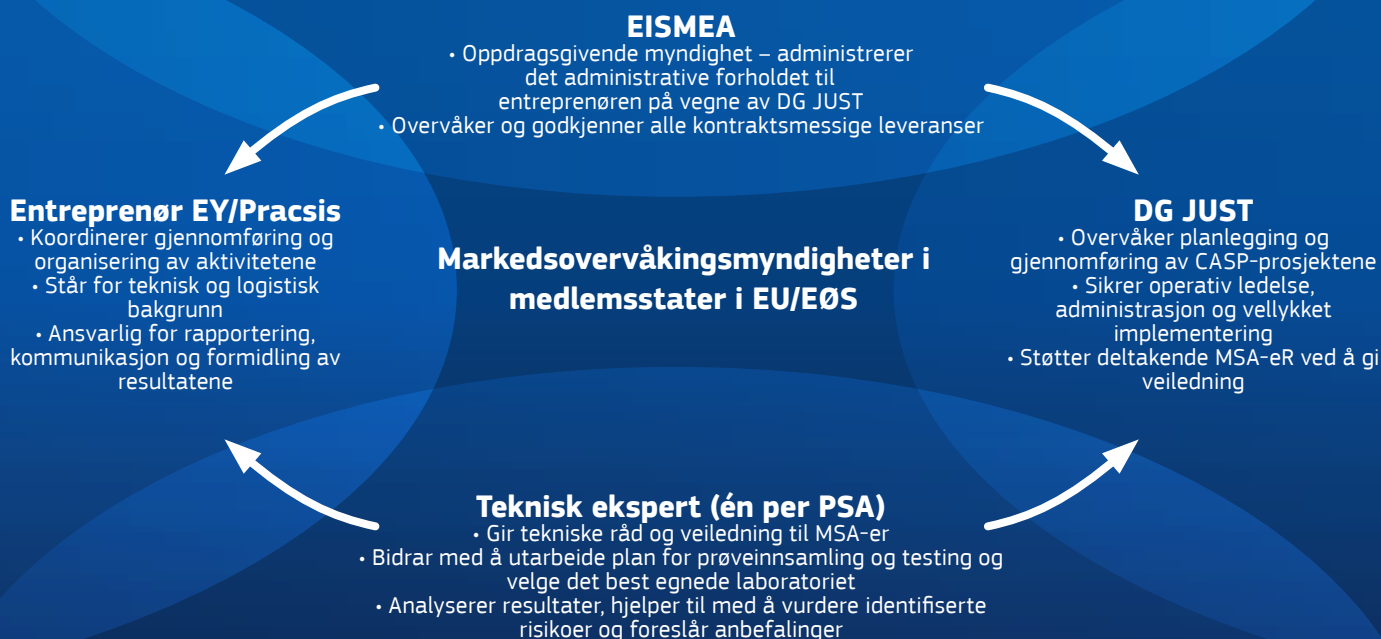 EISMEA
• Oppdragsgivende myndighet – administrerer
det administrative forholdet til
entreprenøren på vegne av DG JUST
• Overvåker og godkjenner alle kontraktsmessige leveranser
Entreprenør EY/Pracsis
• Koordinerer gjennomføring og
organisering av aktivitetene
• Står for teknisk og logistisk
bakgrunn
• Ansvarlig for rapportering,
kommunikasjon og formidling av
resultatene
Markedsovervåkingsmyndigheter i
medlemsstater i EU/EØS
DG JUST
• Overvåker planlegging og
gjennomføring av CASP-prosjektene
• Sikrer operativ ledelse,
administrasjon og vellykket
implementering
• Støtter deltakende MSA-eR ved å gi
veiledning
Teknisk ekspert (én per PSA)
• Gir tekniske råd og veiledning til MSA-er
• Bidrar med å utarbeide plan for prøveinnsamling og testing og
velge det best egnede laboratoriet
• Analyserer resultater, hjelper til med å vurdere identifiserte
risikoer og foreslår anbefalinger